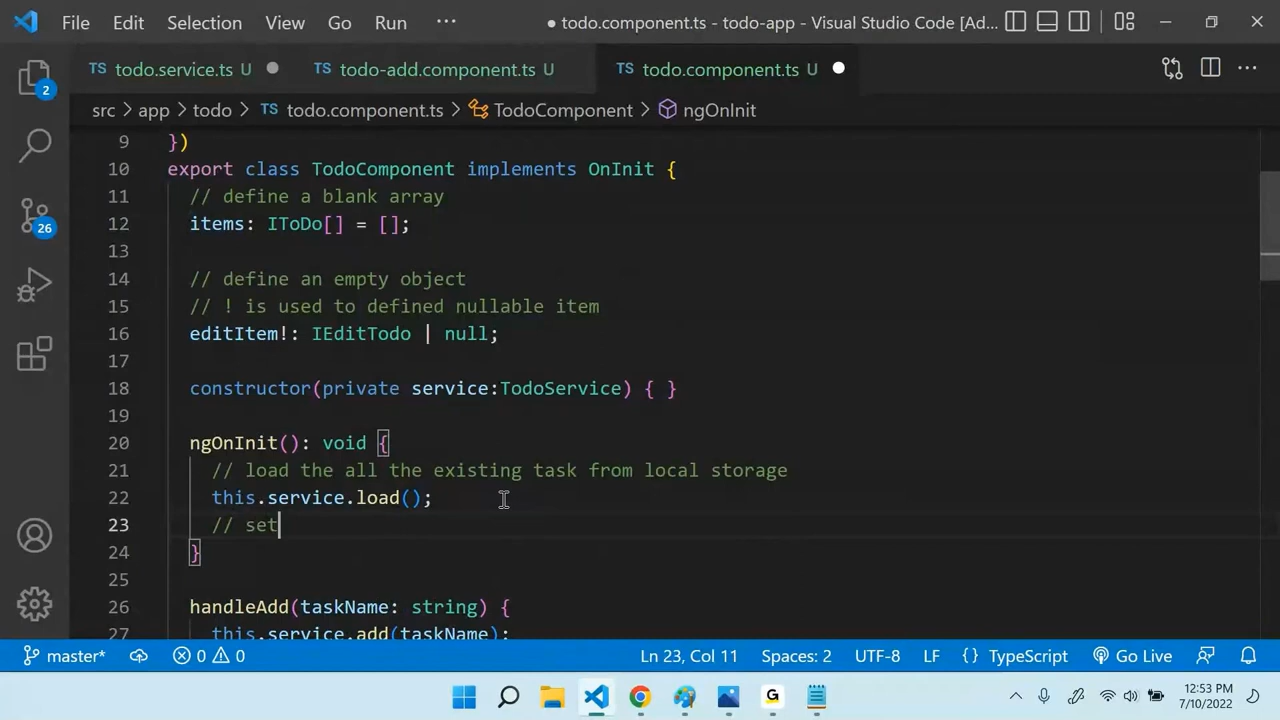 File Edit Selection View Go Run ··· ● todo.component.ts - todo-app - Visual Studio Code [Ad...
TS todo.service.ts U TS todo-add.component.ts U TS todo.component.ts U ···
src > app > todo > TS todo.component.ts > TodoComponent > ngOnInit
9 })
10 export class TodoComponent implements OnInit {
11 // define a blank array
12 items: IToDo[] = [];
13
14 // define an empty object
15 // ! is used to defined nullable item
16 editItem!: IEditTodo | null;
17
18 constructor(private service:TodoService) { }
19
20 ngOnInit(): void {
21 // load the all the existing task from local storage
22 this.service.load();
23 // set
24 }
25
26 handleAdd(taskName: string) {
27 this.service.add(taskName);
2
26
master* 0 0 Ln 23, Col 11 Spaces: 2 UTF-8 LF {} TypeScript Go Live
G 12:53 PM
7/10/2022